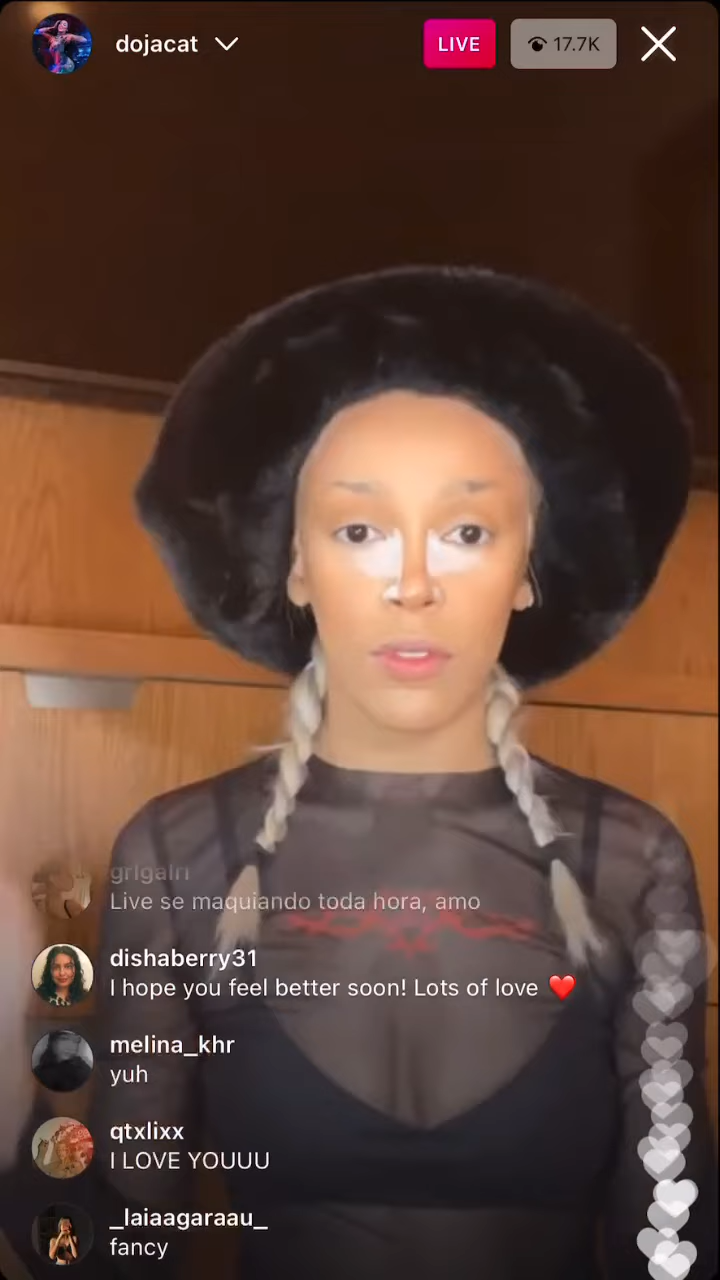 dojacat
LIVE
17.7K
grigairi
Live se maquiando toda hora, amo
dishaberry31
I hope you feel better soon! Lots of love ❤️
melina_khr
yuh
qtxlixx
I LOVE YOUUU
_laiaagaraau_
fancy